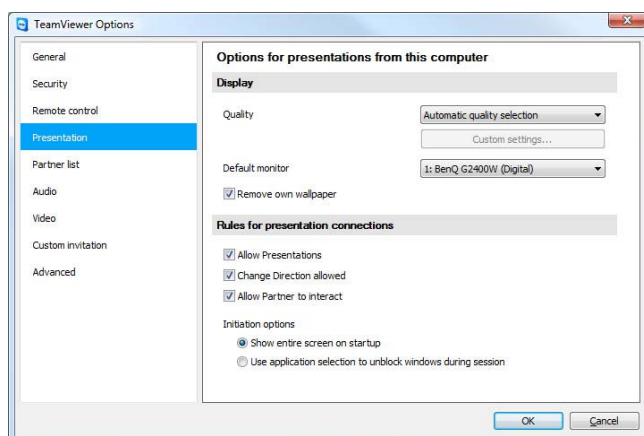 TeamViewer Options
General
Security
Remote control
Presentation
Partner list
Audio
Video
Custom invitation
Advanced
Options for presentations from this computer
Display
Quality
Automatic quality selection
Custom settings...
Default monitor
1: BenQ G2400W (Digital)
Remove own wallpaper
Rules for presentation connections
Allow Presentations
Change Direction allowed
Allow Partner to interact
Initiation options
Show entire screen on startup
Use application selection to unblock windows during session
OK
Cancel